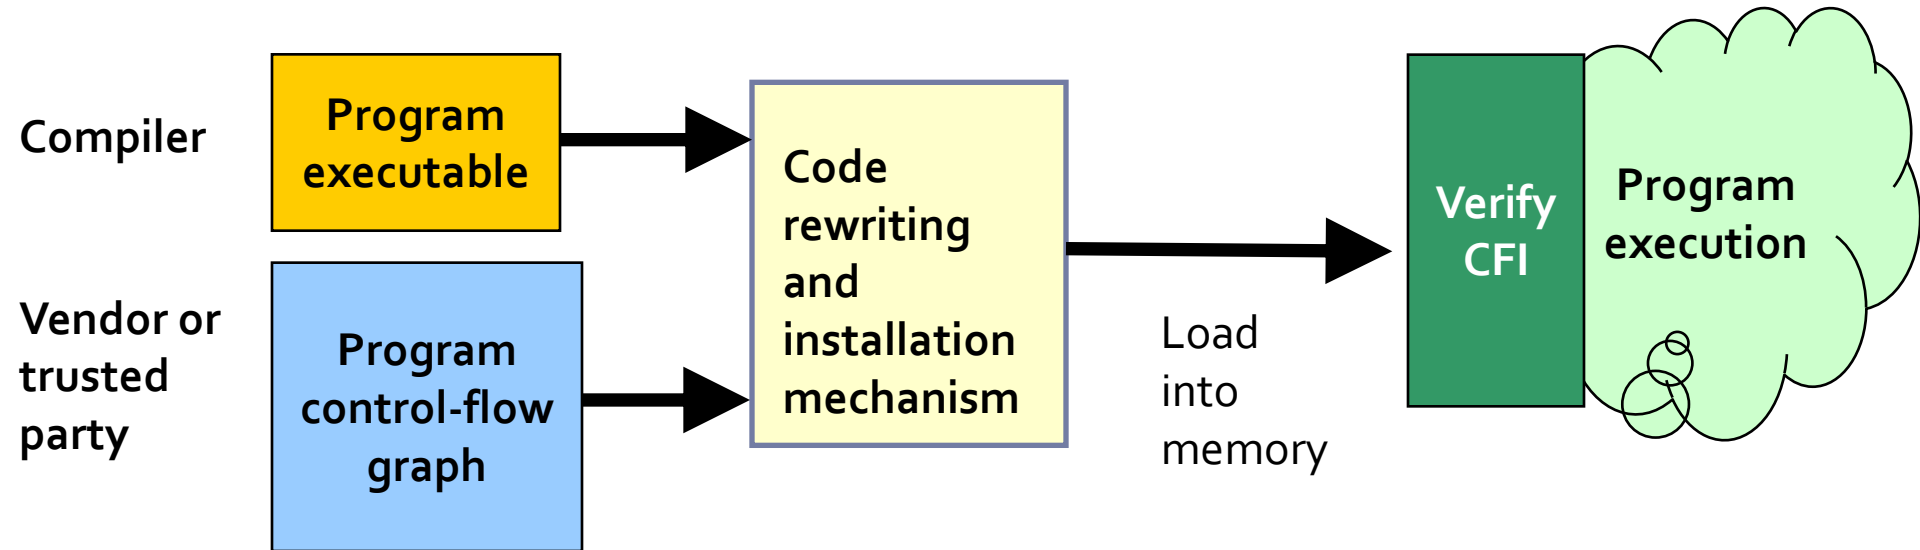 Compiler
Program
executable
Vendor or
trusted
party
Program
control-flow
graph
Code
rewriting
and
installation
mechanism
Load
into
memory
Verify
CFI
Program
execution